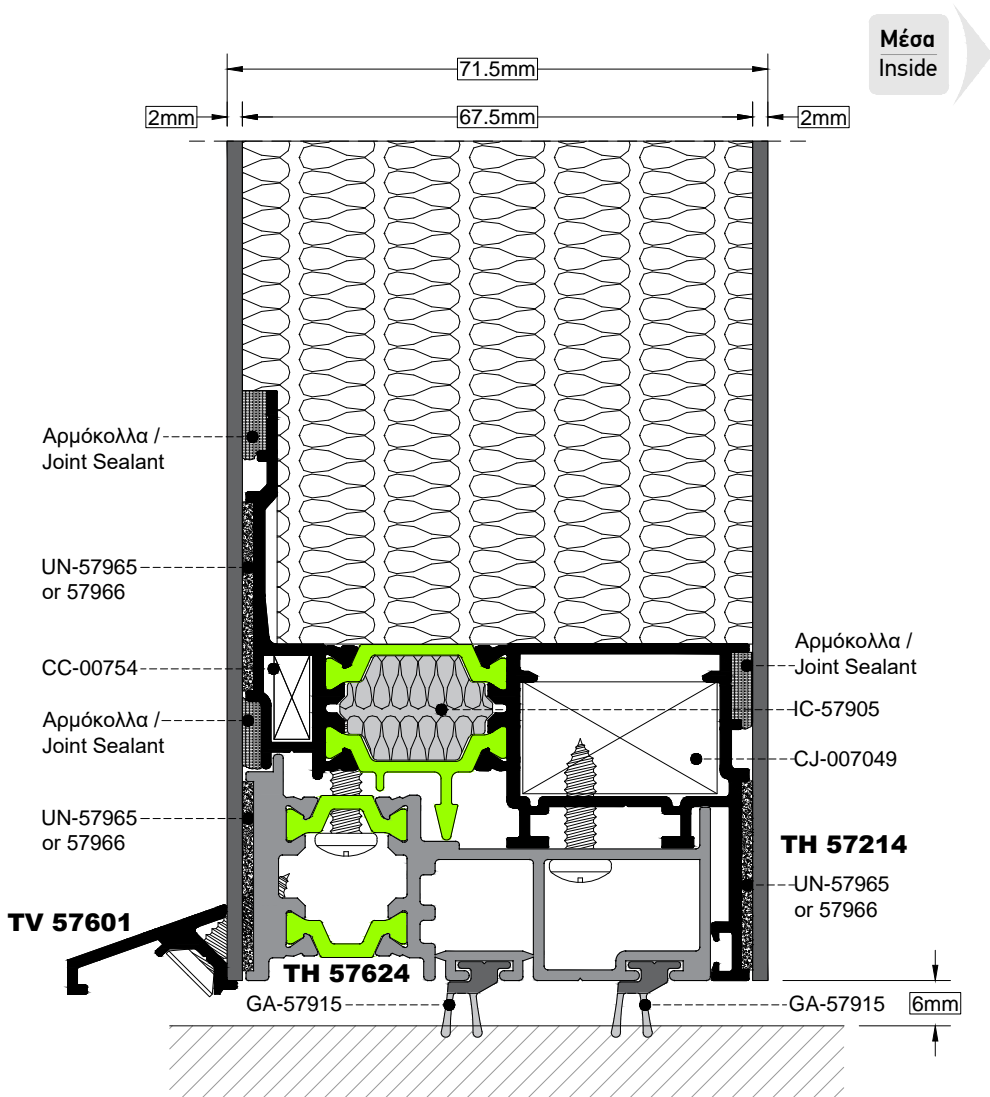 Μέσα
Inside
71.5mm
2mm
67.5mm
2mm
Αρμόκολλα /
Joint Sealant
UN-57965
or 57966
CC-00754
Αρμόκολλα /
Joint Sealant
UN-57965
or 57966
TV 57601
TH 57624
GA-57915
Αρμόκολλα /
Joint Sealant
IC-57905
CJ-007049
TH 57214
UN-57965
or 57966
GA-57915
6mm